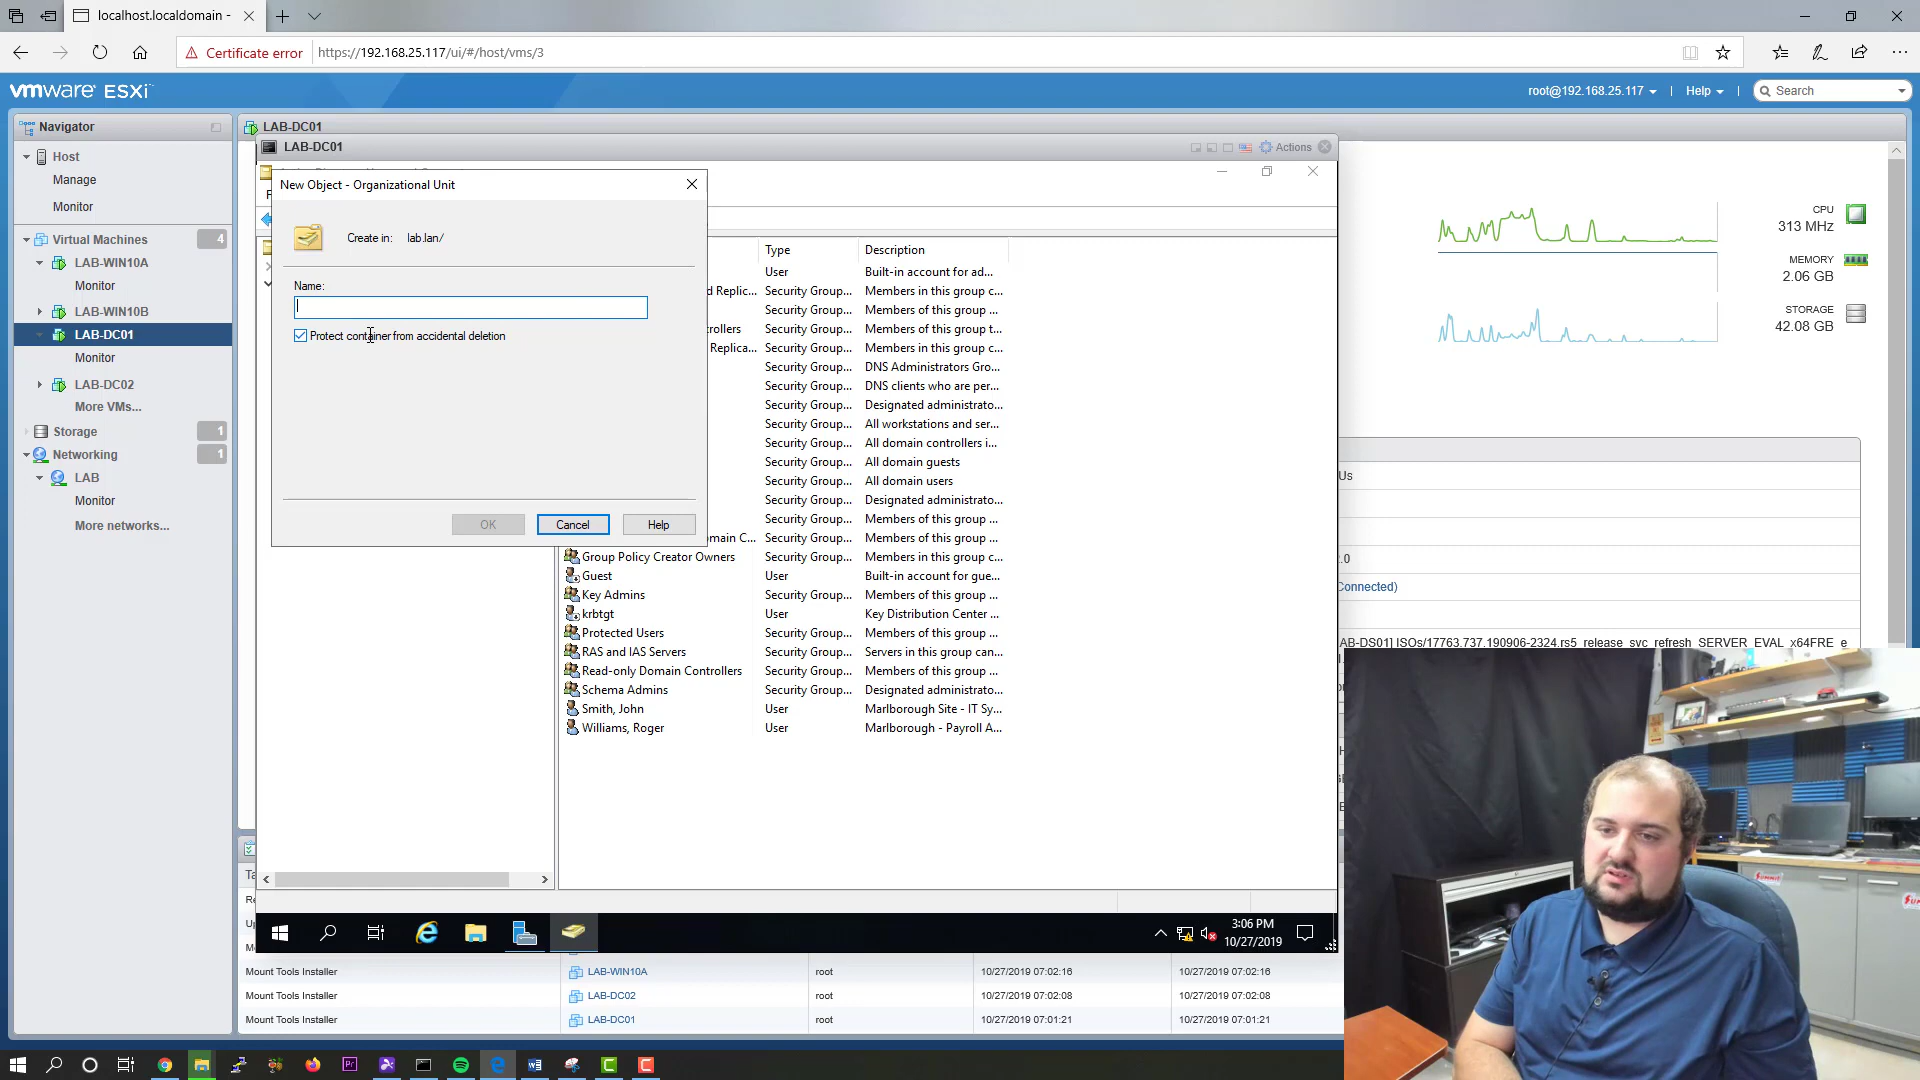 localhost.localdomain -
Certificate error
https://192.168.25.117/ui/#/host/vms/3
vmware ESXi
root@192.168.25.117
Help
Search
Navigator
Host
Manage
Monitor
Virtual Machines
4
LAB-WIN10A
Monitor
LAB-WIN10B
LAB-DC01
Monitor
LAB-DC02
More VMs...
Storage
1
Networking
1
LAB
Monitor
More networks...
LAB-DC01
LAB-DC01
Actions
New Object - Organizational Unit
Create in: lab.lan/
Name:
Protect container from accidental deletion
OK
Cancel
Help
Type Description
User Built-in account for ad...
d Replic... Security Group... Members in this group c...
Security Group... Members of this group ...
rollers Security Group... Members of this group t...
Replica... Security Group... Members in this group c...
Security Group... DNS Administrators Gro...
Security Group... DNS clients who are per...
Security Group... Designated administrato...
Security Group... All workstations and ser...
Security Group... All domain controllers i...
Security Group... All domain guests
Security Group... All domain users
Security Group... Designated administrato...
Security Group... Members of this group ...
omain C... Security Group... Members of this group ...
Group Policy Creator Owners Security Group... Members in this group c...
Guest User Built-in account for gue...
Key Admins Security Group... Members of this group ...
krbtgt User Key Distribution Center ...
Protected Users Security Group... Members of this group ...
RAS and IAS Servers Security Group... Servers in this group can...
Read-only Domain Controllers Security Group... Members of this group ...
Schema Admins Security Group... Designated administrato...
Smith, John User Marlborough Site - IT Sy...
Williams, Roger User Marlborough - Payroll A...
3:06 PM
10/27/2019
CPU
313 MHz
MEMORY
2.06 GB
STORAGE
42.08 GB
Us
.0
Connected)
AB-DS01] ISOs/17763.737.190906-2324.rs5_release_svc_refresh_SERVER_EVAL_x64FRE_e
Mount Tools Installer LAB-WIN10A root 10/27/2019 07:02:16 10/27/2019 07:02:16
Mount Tools Installer LAB-DC02 root 10/27/2019 07:02:08 10/27/2019 07:02:08
Mount Tools Installer LAB-DC01 root 10/27/2019 07:01:21 10/27/2019 07:01:21
Summit